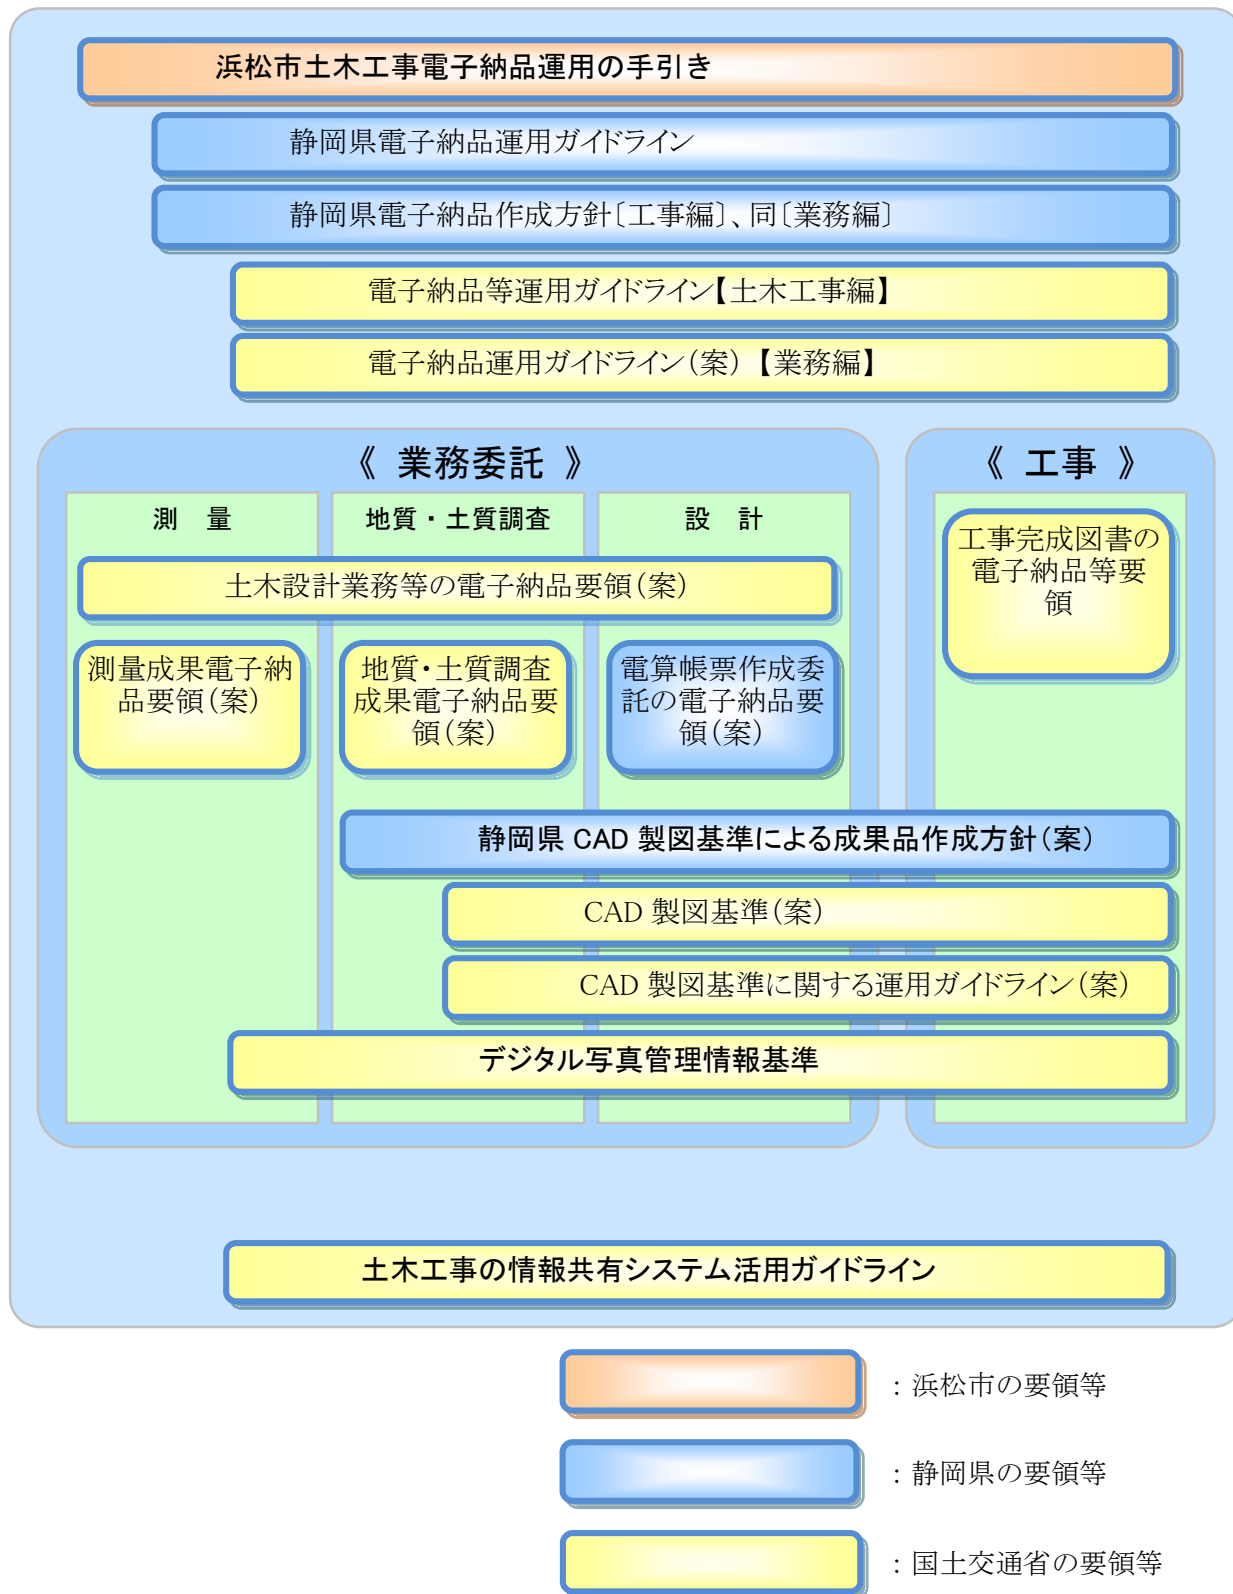 浜松市土木工事電子納品運用の手引き
静岡県電子納品運用ガイドライン
静岡県電子納品作成方針〔工事編〕、同〔業務編〕
電子納品等運用ガイドライン【土木工事編】
電子納品運用ガイドライン(案)【業務編】
《 業務委託 》
測 量
地質・土質調査
設 計
土木設計業務等の電子納品要領(案)
測量成果電子納
品要領(案)
地質・土質調査
成果電子納品要
領(案)
電算帳票作成委
託の電子納品要
領(案)
《 工事 》
工事完成図書の
電子納品等要
領
静岡県 CAD 製図基準による成果品作成方針(案)
CAD 製図基準(案)
CAD 製図基準に関する運用ガイドライン(案)
デジタル写真管理情報基準
土木工事の情報共有システム活用ガイドライン
：浜松市の要領等
：静岡県の要領等
：国土交通省の要領等